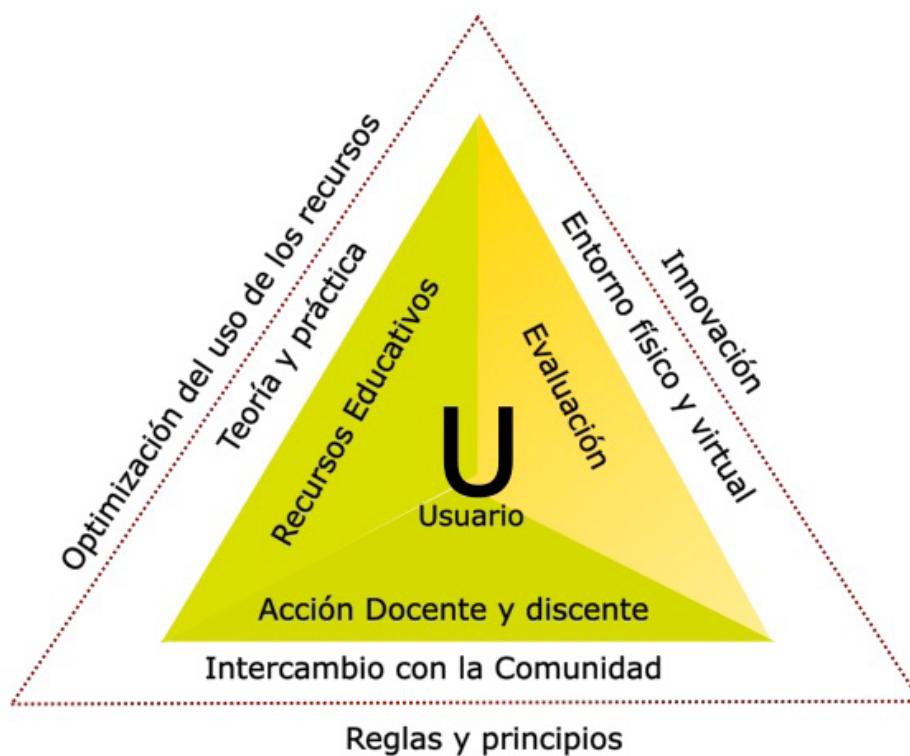 Optimización del uso de los recursos
Teoría y práctica
Recursos Educativos
Innovación
Entorno físico y virtual
Evaluación
U
Usuario
Acción Docente y discente
Intercambio con la Comunidad
Reglas y principios